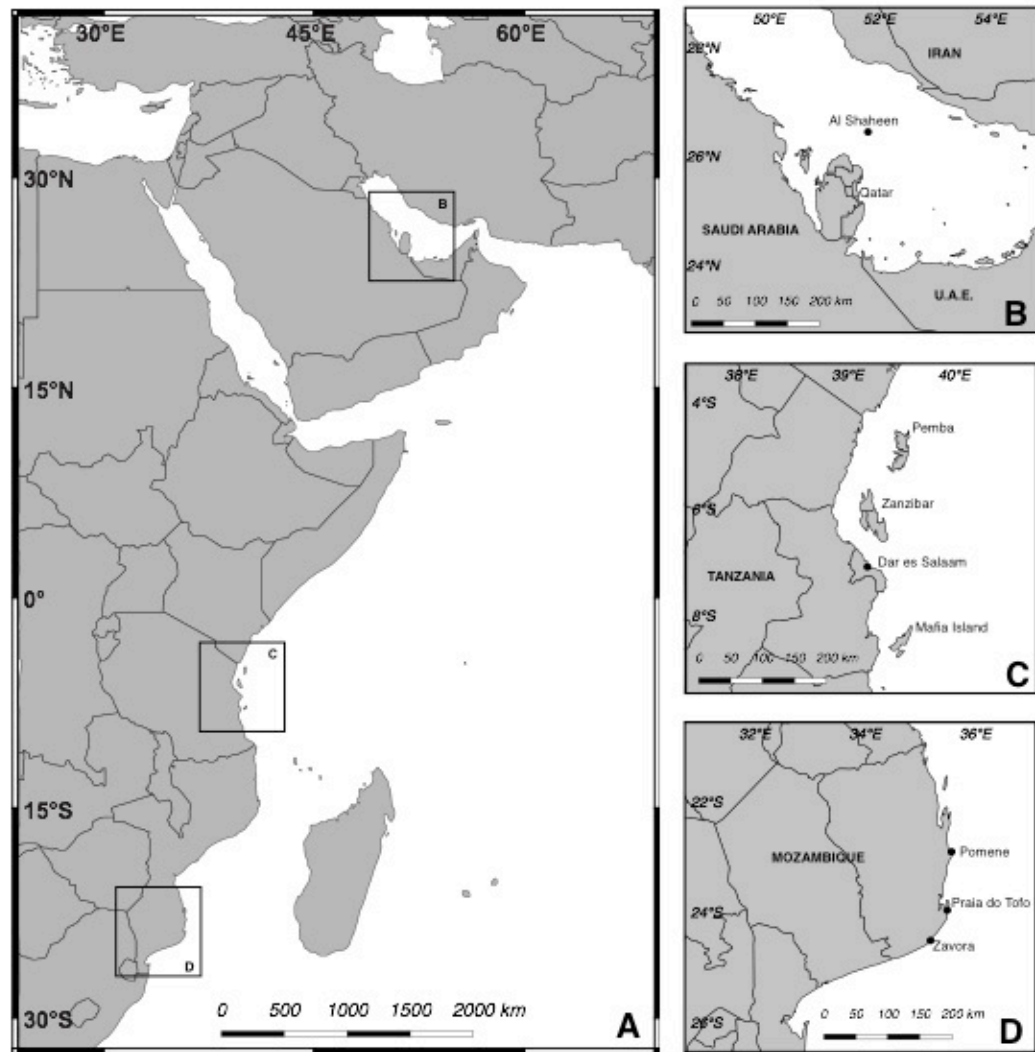 30°E 45°E 60°E
30°N
B
15°N
0°
C
15°S
D
0 500 1000 1500 2000 km
30°S
A
50°E 52°E 54°E
28°N
IRAN
Al Shaheen
26°N
Qatar
SAUDI ARABIA
24°N
U.A.E.
0 50 100 150 200 km
B
38°E 39°E 40°E
4°S
Pemba
6°S
Zanzibar
Dar es Salaam
TANZANIA
8°S
Mafia Island
0 50 100 150 200 km
C
32°E 34°E 36°E
22°S
MOZAMBIQUE
Pomene
24°S
Praia do Tofo
Zavora
26°S
0 50 100 150 200 km
D